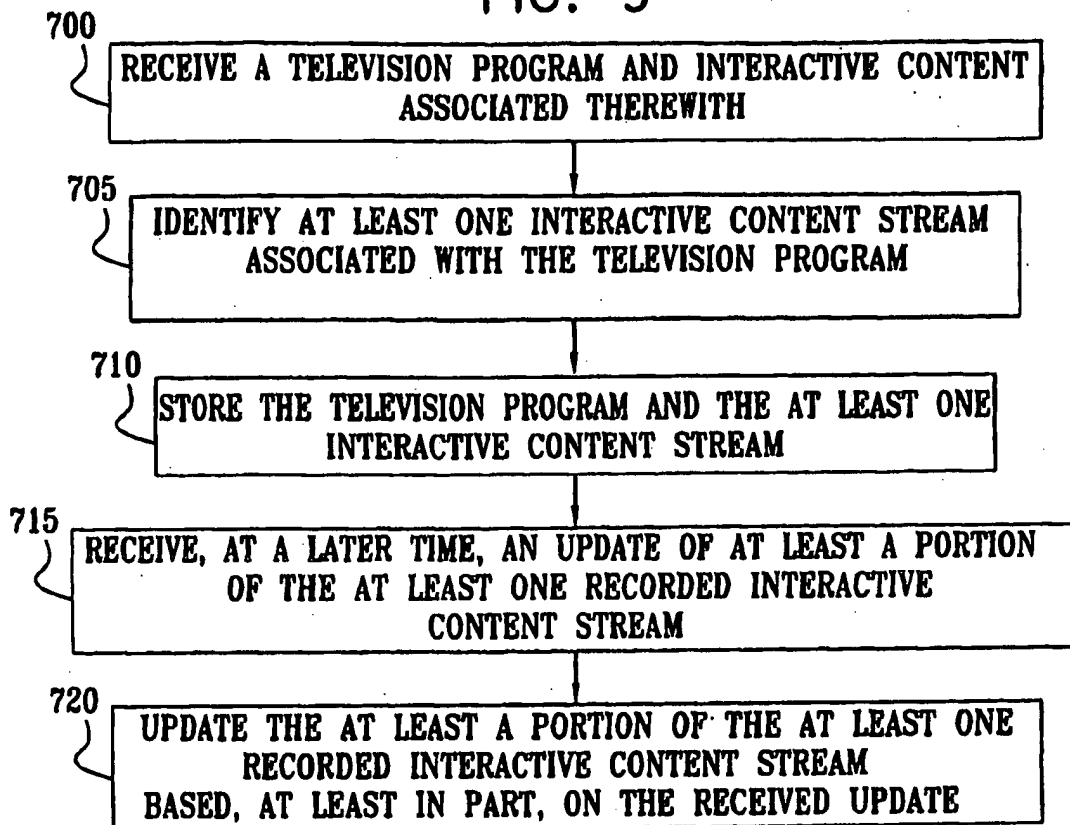 700
RECEIVE A TELEVISION PROGRAM AND INTERACTIVE CONTENT
ASSOCIATED THEREWITH
705
IDENTIFY AT LEAST ONE INTERACTIVE CONTENT STREAM
ASSOCIATED WITH THE TELEVISION PROGRAM
710
STORE THE TELEVISION PROGRAM AND THE AT LEAST ONE
INTERACTIVE CONTENT STREAM
715
RECEIVE, AT A LATER TIME, AN UPDATE OF AT LEAST A PORTION
OF THE AT LEAST ONE RECORDED INTERACTIVE
CONTENT STREAM
720
UPDATE THE AT LEAST A PORTION OF THE AT LEAST ONE
RECORDED INTERACTIVE CONTENT STREAM
BASED, AT LEAST IN PART, ON THE RECEIVED UPDATE